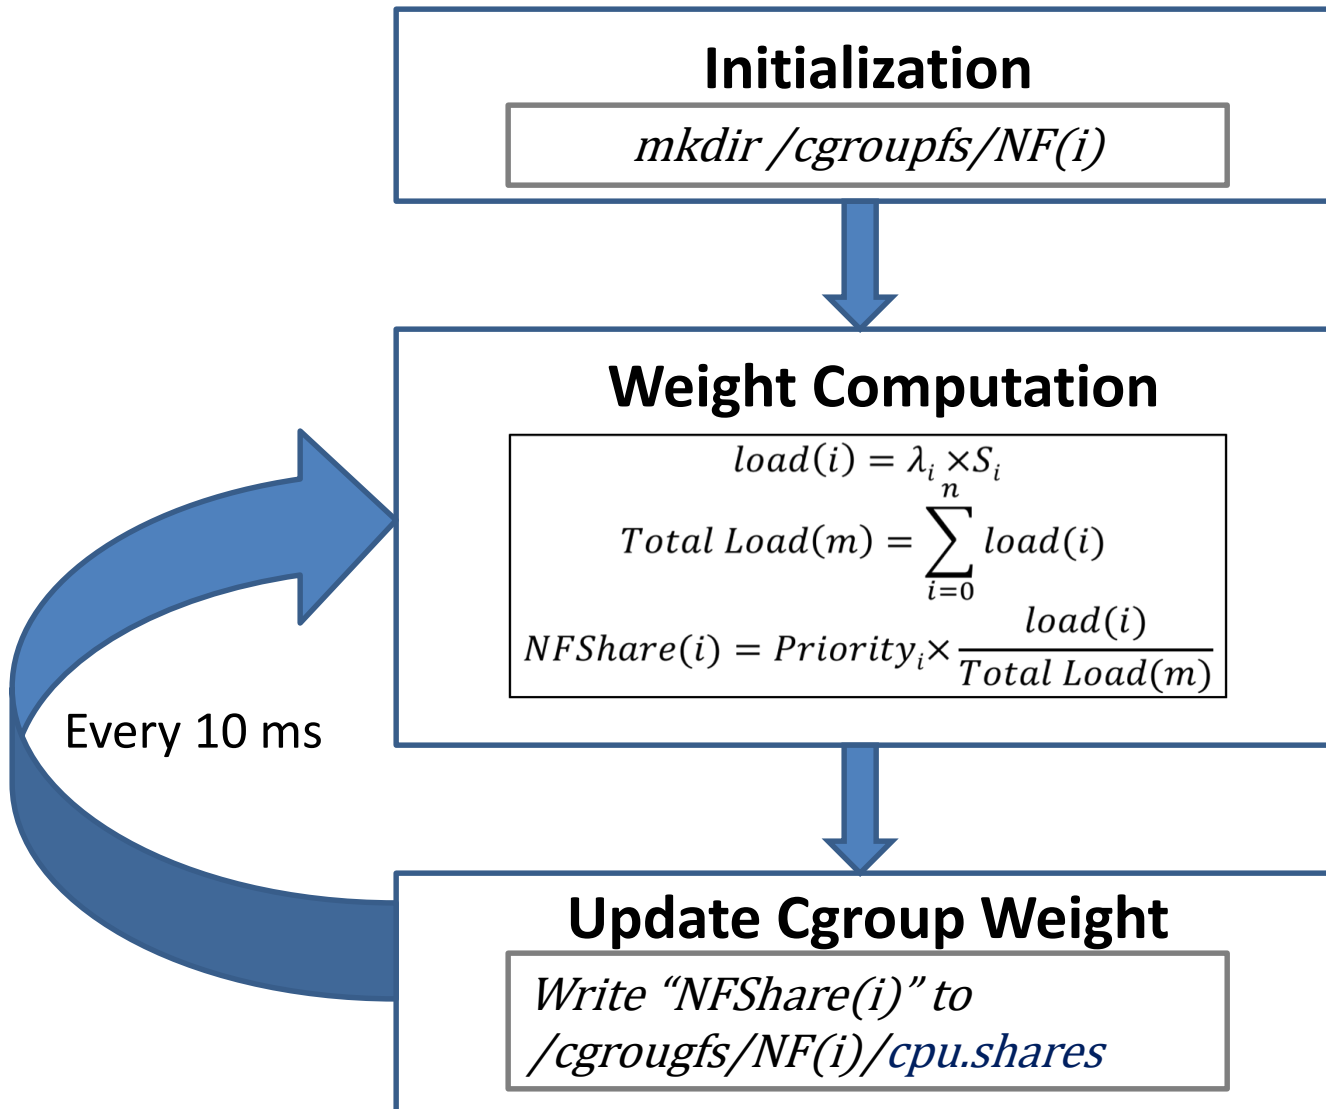 Initialization
mkdir /cgroupfs/NF(i)
Weight Computation
load(i) = λᵢ ×Sᵢ
n
Total Load(m) = ∑ load(i)
i=0
load(i)
NFShare(i) = Priorityᵢ×
Total Load(m)
Every 10 ms
Update Cgroup Weight
Write “NFShare(i)” to
/cgrougfs/NF(i)/cpu.shares